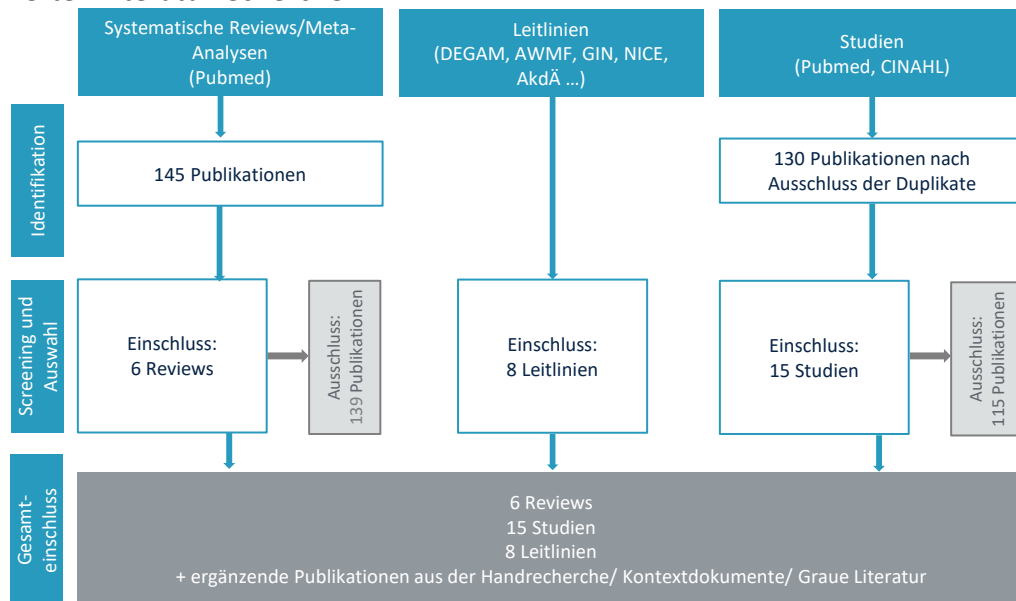 Systematische Reviews/Meta-
Analysen
(Pubmed)
Leitlinien
(DEGAM, AWMF, GIN, NICE,
AkdÄ ...)
Studien
(Pubmed, CINAHL)
Identifikation
145 Publikationen
130 Publikationen nach
Ausschluss der Duplikate
Screening und
Auswahl
Einschluss:
6 Reviews
Ausschluss:
139 Publikationen
Einschluss:
8 Leitlinien
Einschluss:
15 Studien
Ausschluss:
115 Publikationen
Gesamt-
einschluss
6 Reviews
15 Studien
8 Leitlinien
+ ergänzende Publikationen aus der Handrecherche/ Kontextdokumente/ Graue Literatur